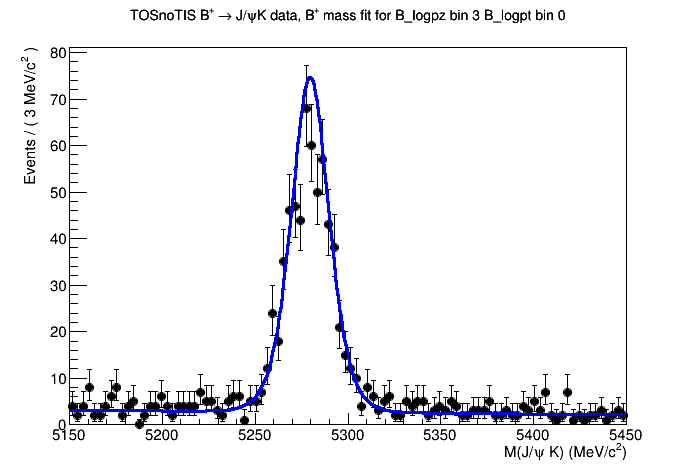 TOSnoTIS B⁺ → J/ψK data, B⁺ mass fit for B_logpz bin 3 B_logpt bin 0
Events / ( 3 MeV/c² )
80
70
60
50
40
30
20
10
0
5150 5200 5250 5300 5350 5400 5450
M(J/ψ K) (MeV/c²)